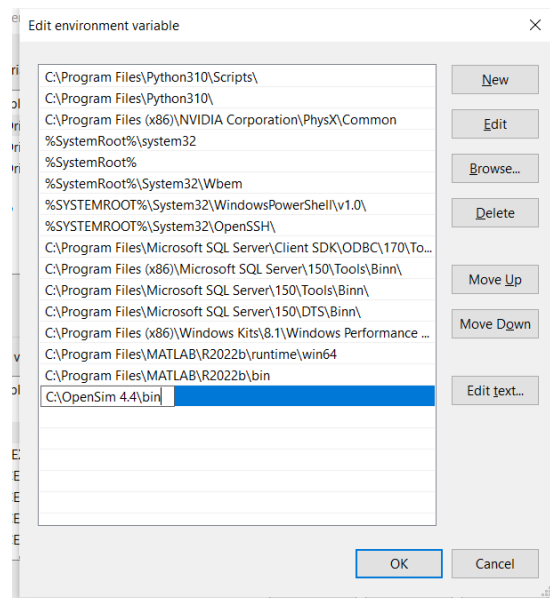 Edit environment variable
C:\Program Files\Python310\Scripts\
C:\Program Files\Python310\
C:\Program Files (x86)\NVIDIA Corporation\PhysX\Common
%SystemRoot%\system32
%SystemRoot%
%SystemRoot%\System32\Wbem
%SYSTEMROOT%\System32\WindowsPowerShell\v1.0\
%SYSTEMROOT%\System32\OpenSSH\
C:\Program Files\Microsoft SQL Server\Client SDK\ODBC\170\To...
C:\Program Files (x86)\Microsoft SQL Server\150\Tools\Binn\
C:\Program Files\Microsoft SQL Server\150\Tools\Binn\
C:\Program Files\Microsoft SQL Server\150\DTS\Binn\
C:\Program Files (x86)\Windows Kits\8.1\Windows Performance ...
C:\Program Files\MATLAB\R2022b\runtime\win64
C:\Program Files\MATLAB\R2022b\bin
C:\OpenSim 4.4\bin
New
Edit
Browse...
Delete
Move Up
Move Down
Edit text...
OK
Cancel